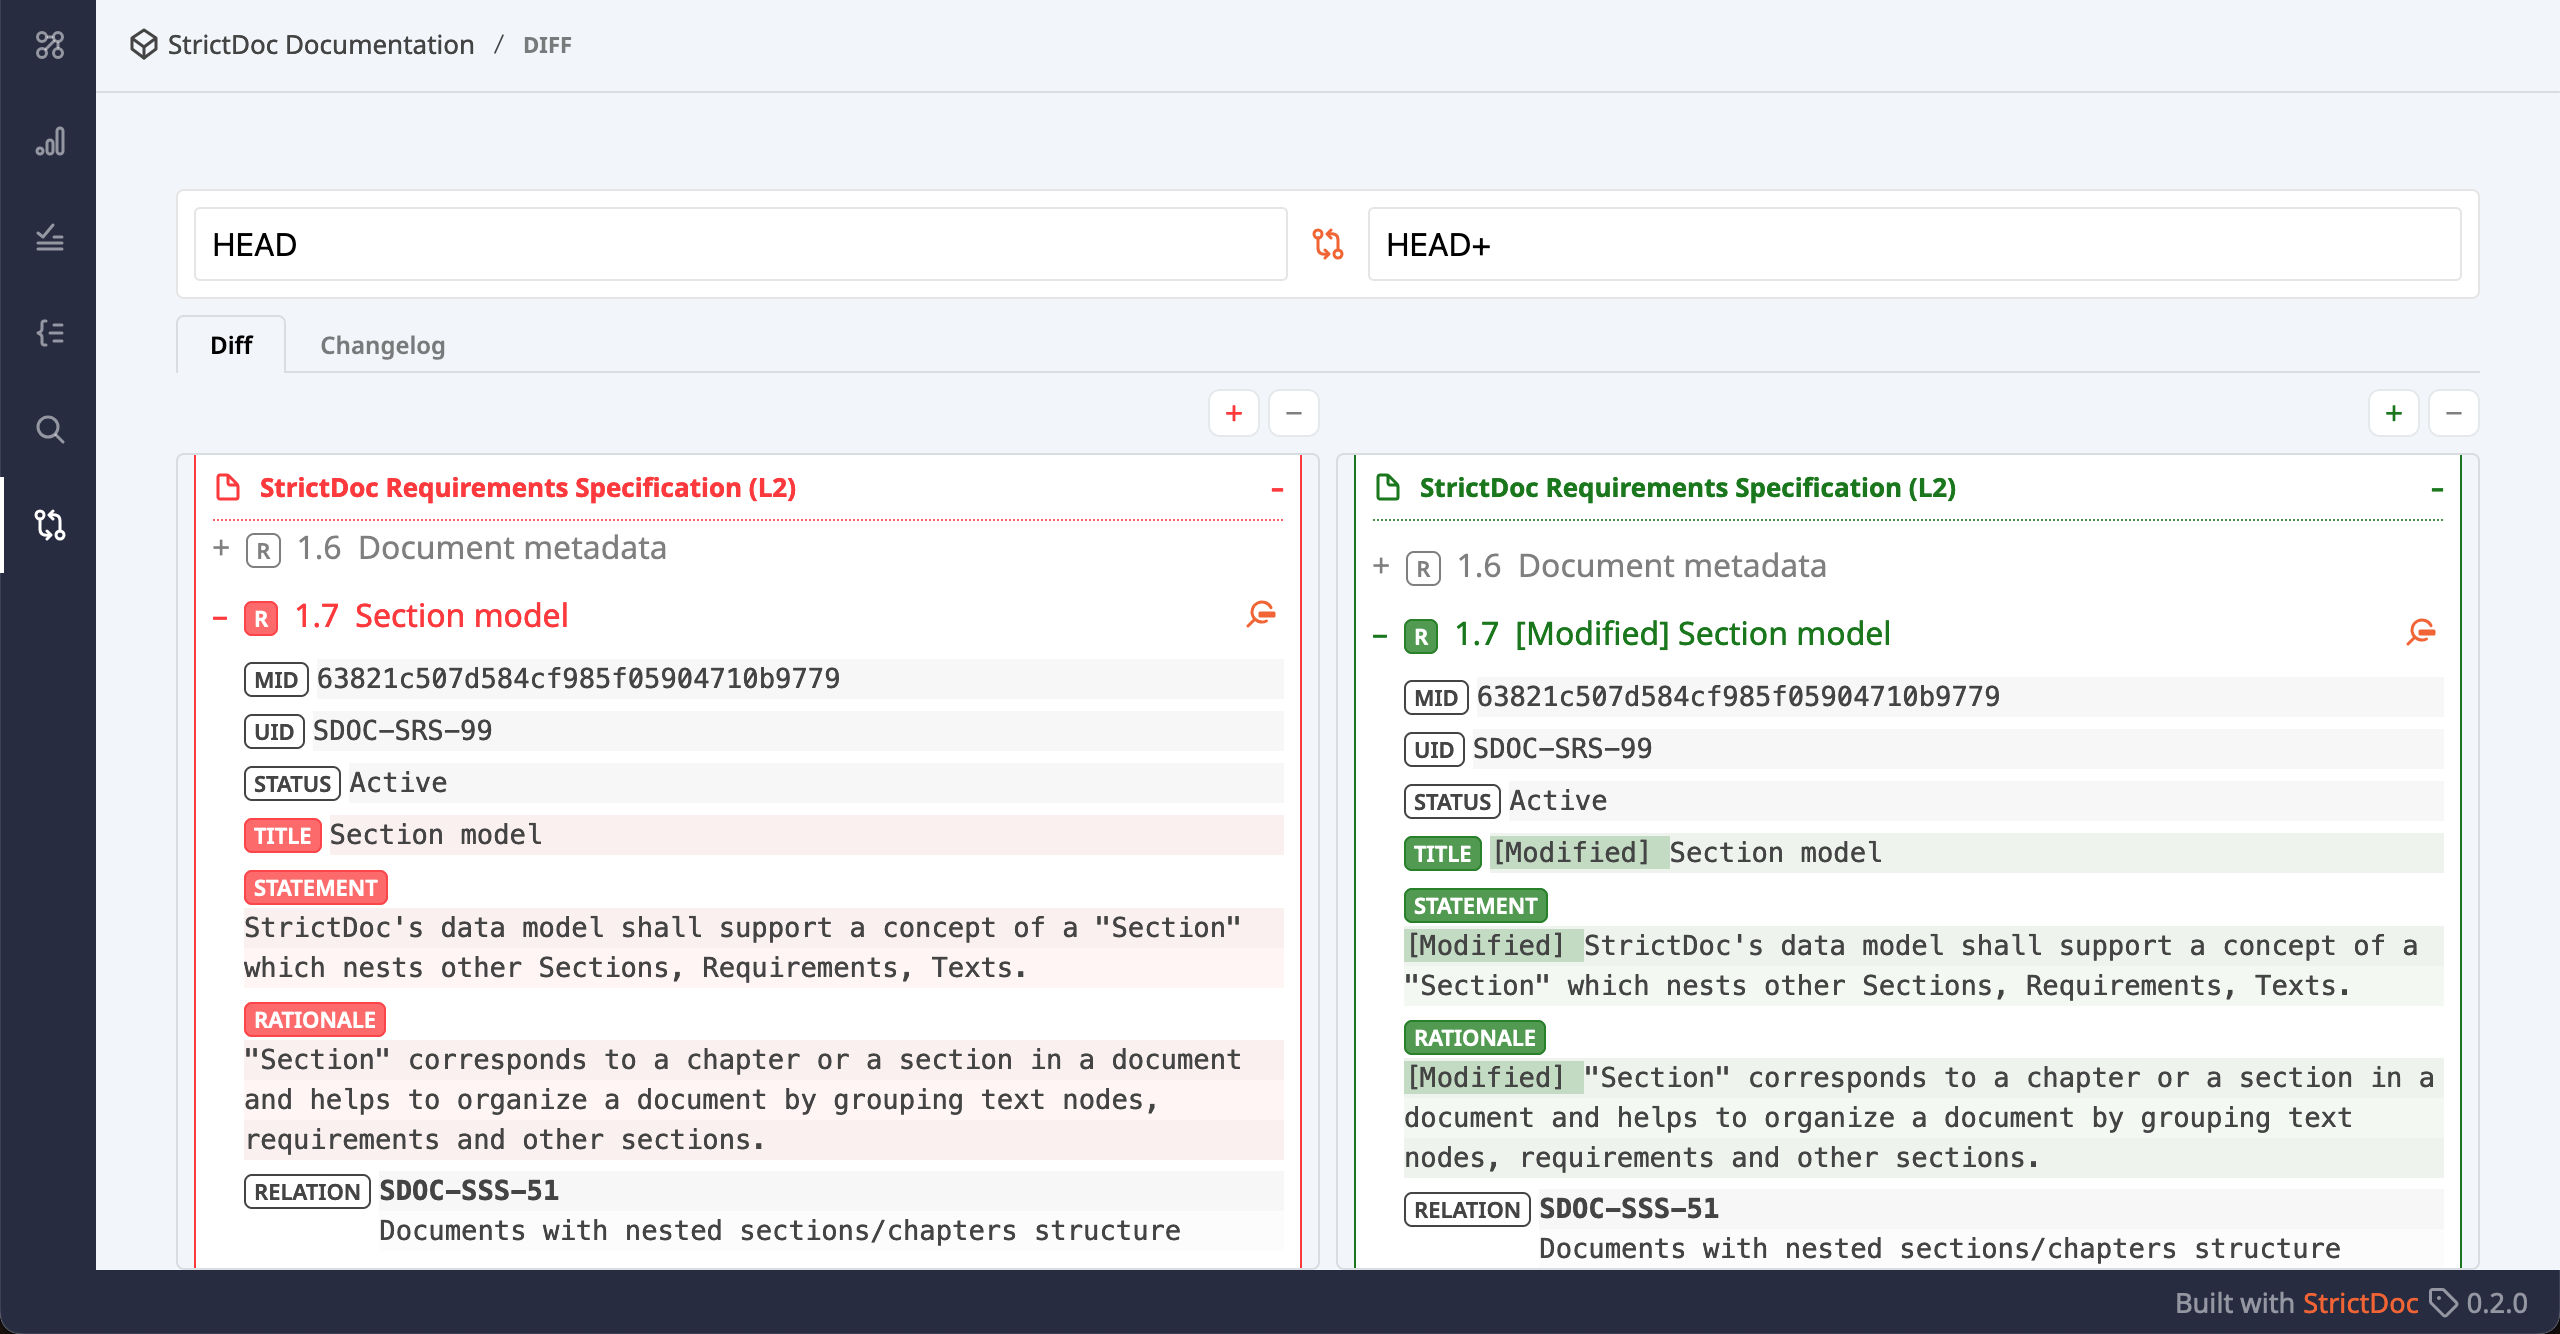 StrictDoc Documentation / DIFF
HEAD
HEAD+
Diff
Changelog
+ −
+ −
StrictDoc Requirements Specification (L2) −
+ R 1.6 Document metadata
− R 1.7 Section model
MID 63821c507d584cf985f05904710b9779
UID SDOC-SRS-99
STATUS Active
TITLE Section model
STATEMENT
StrictDoc's data model shall support a concept of a "Section"
which nests other Sections, Requirements, Texts.
RATIONALE
"Section" corresponds to a chapter or a section in a document
and helps to organize a document by grouping text nodes,
requirements and other sections.
RELATION SDOC-SSS-51
Documents with nested sections/chapters structure
StrictDoc Requirements Specification (L2) −
+ R 1.6 Document metadata
− R 1.7 [Modified] Section model
MID 63821c507d584cf985f05904710b9779
UID SDOC-SRS-99
STATUS Active
TITLE [Modified] Section model
STATEMENT
[Modified] StrictDoc's data model shall support a concept of a
"Section" which nests other Sections, Requirements, Texts.
RATIONALE
[Modified] "Section" corresponds to a chapter or a section in a
document and helps to organize a document by grouping text
nodes, requirements and other sections.
RELATION SDOC-SSS-51
Documents with nested sections/chapters structure
Built with StrictDoc 0.2.0